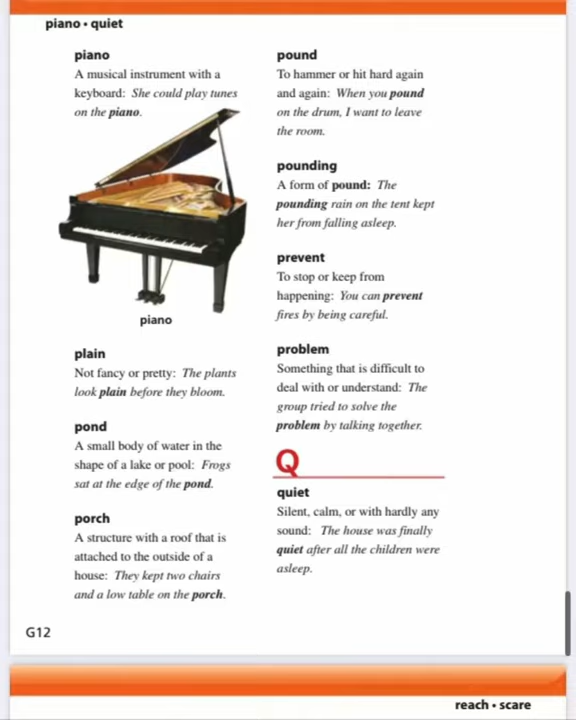 piano • quiet
piano
A musical instrument with a
keyboard: She could play tunes
on the piano.
piano
plain
Not fancy or pretty: The plants
look plain before they bloom.
pond
A small body of water in the
shape of a lake or pool: Frogs
sat at the edge of the pond.
porch
A structure with a roof that is
attached to the outside of a
house: They kept two chairs
and a low table on the porch.
pound
To hammer or hit hard again
and again: When you pound
on the drum, I want to leave
the room.
pounding
A form of pound: The
pounding rain on the tent kept
her from falling asleep.
prevent
To stop or keep from
happening: You can prevent
fires by being careful.
problem
Something that is difficult to
deal with or understand: The
group tried to solve the
problem by talking together.
Q
quiet
Silent, calm, or with hardly any
sound: The house was finally
quiet after all the children were
asleep.
G12
reach • scare